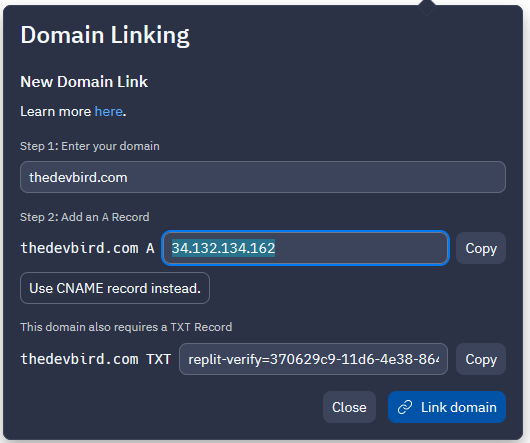 Domain Linking
New Domain Link
Learn more here.
Step 1: Enter your domain
thedevbird.com
Step 2: Add an A Record
thedevbird.com A 34.132.134.162 Copy
Use CNAME record instead.
This domain also requires a TXT Record
thedevbird.com TXT replit-verify=370629c9-11d6-4e38-864 Copy
Close Link domain